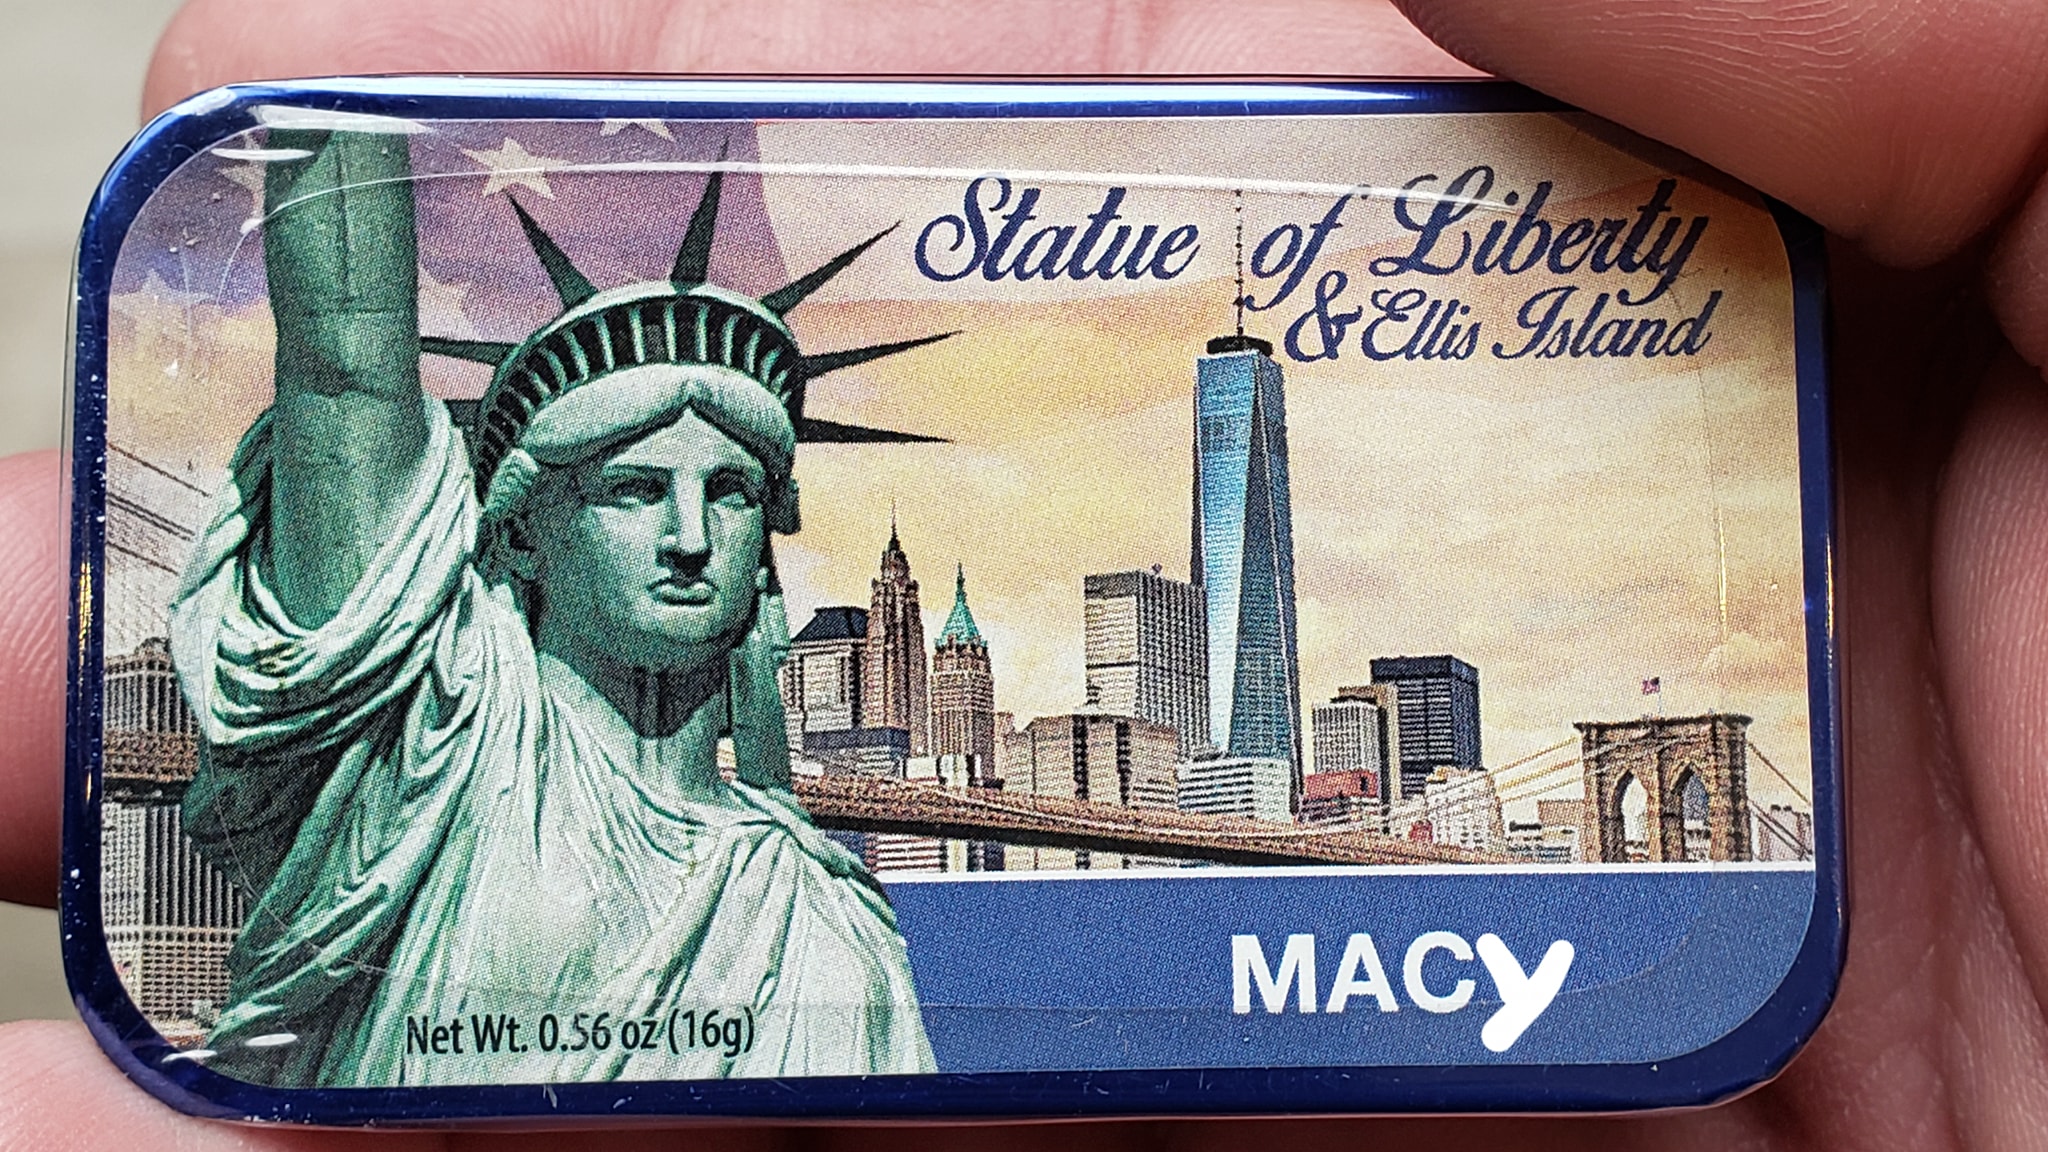 Statue of Liberty
& Ellis Island
MACy
Net Wt. 0.56 oz (16g)